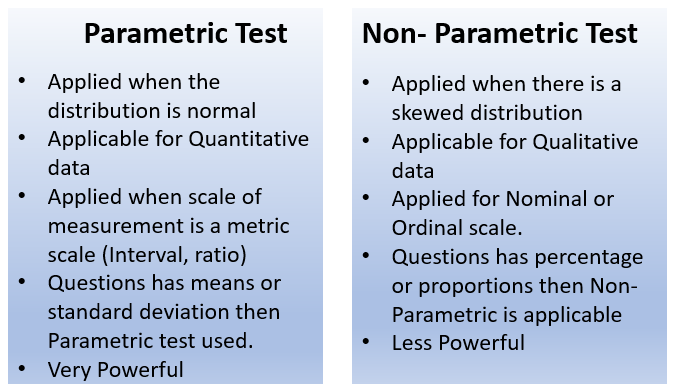 Parametric Test
• Applied when the
distribution is normal
• Applicable for Quantitative
data
• Applied when scale of
measurement is a metric
scale (Interval, ratio)
• Questions has means or
standard deviation then
Parametric test used.
• Very Powerful
Non- Parametric Test
• Applied when there is a
skewed distribution
• Applicable for Qualitative
data
• Applied for Nominal or
Ordinal scale.
• Questions has percentage
or proportions then Non-
Parametric is applicable
• Less Powerful